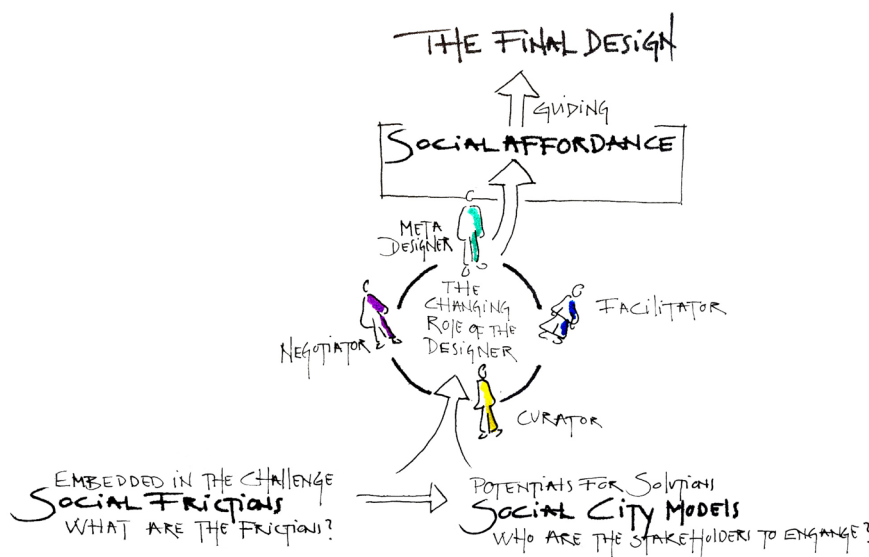 THE FINAL DESIGN
GUIDING
SOCIAL AFFORDANCE
META
DESIGNER
THE
CHANGING
ROLE OF THE
DESIGNER
FACILITATOR
NEGOTIATOR
CURATOR
EMBEDDED IN THE CHALLENGE
SOCIAL FRICTIONS
WHAT ARE THE FRICTIONS?
POTENTIALS FOR SOLUTIONS
SOCIAL CITY MODELS
WHO ARE THE STAKEHOLDERS TO ENGANGE?